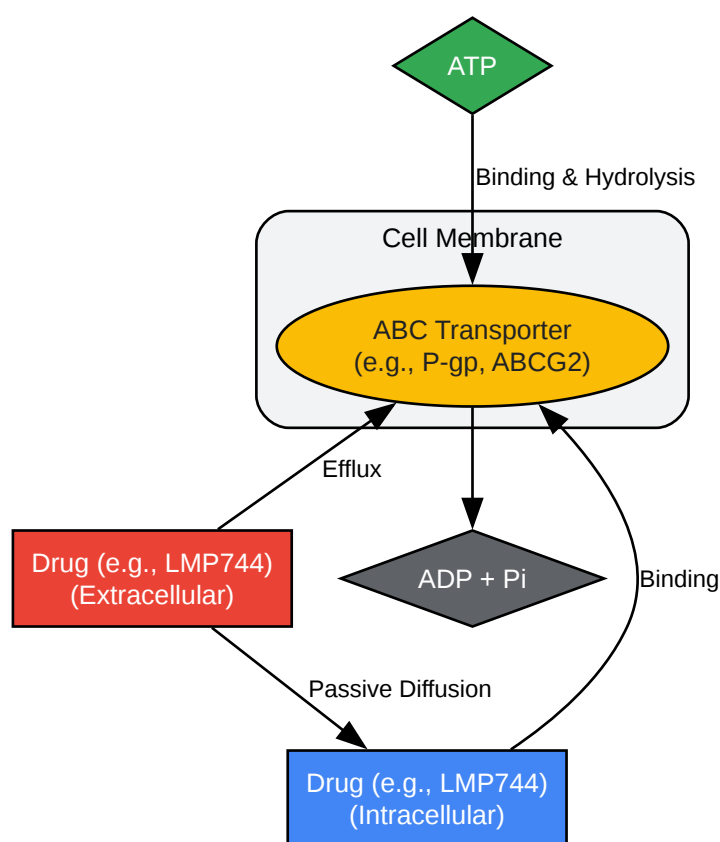 ATP
Binding & Hydrolysis
Cell Membrane
ABC Transporter
(e.g., P-gp, ABCG2)
Efflux
Drug (e.g., LMP744)
(Extracellular)
ADP + Pi
Binding
Passive Diffusion
Drug (e.g., LMP744)
(Intracellular)